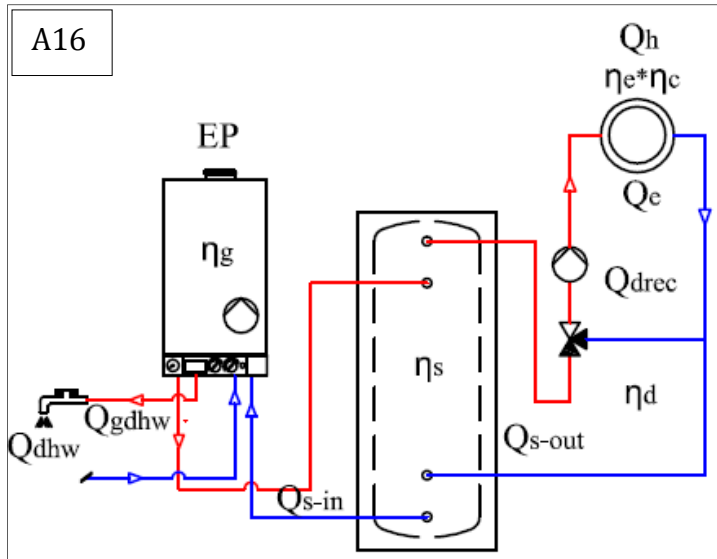 A16
Qh
ηe*ηc
EP
Qe
ηg
Qdrec
ηs
ηd
Qgdhw
Qdhw
Qs-out
Qs-in